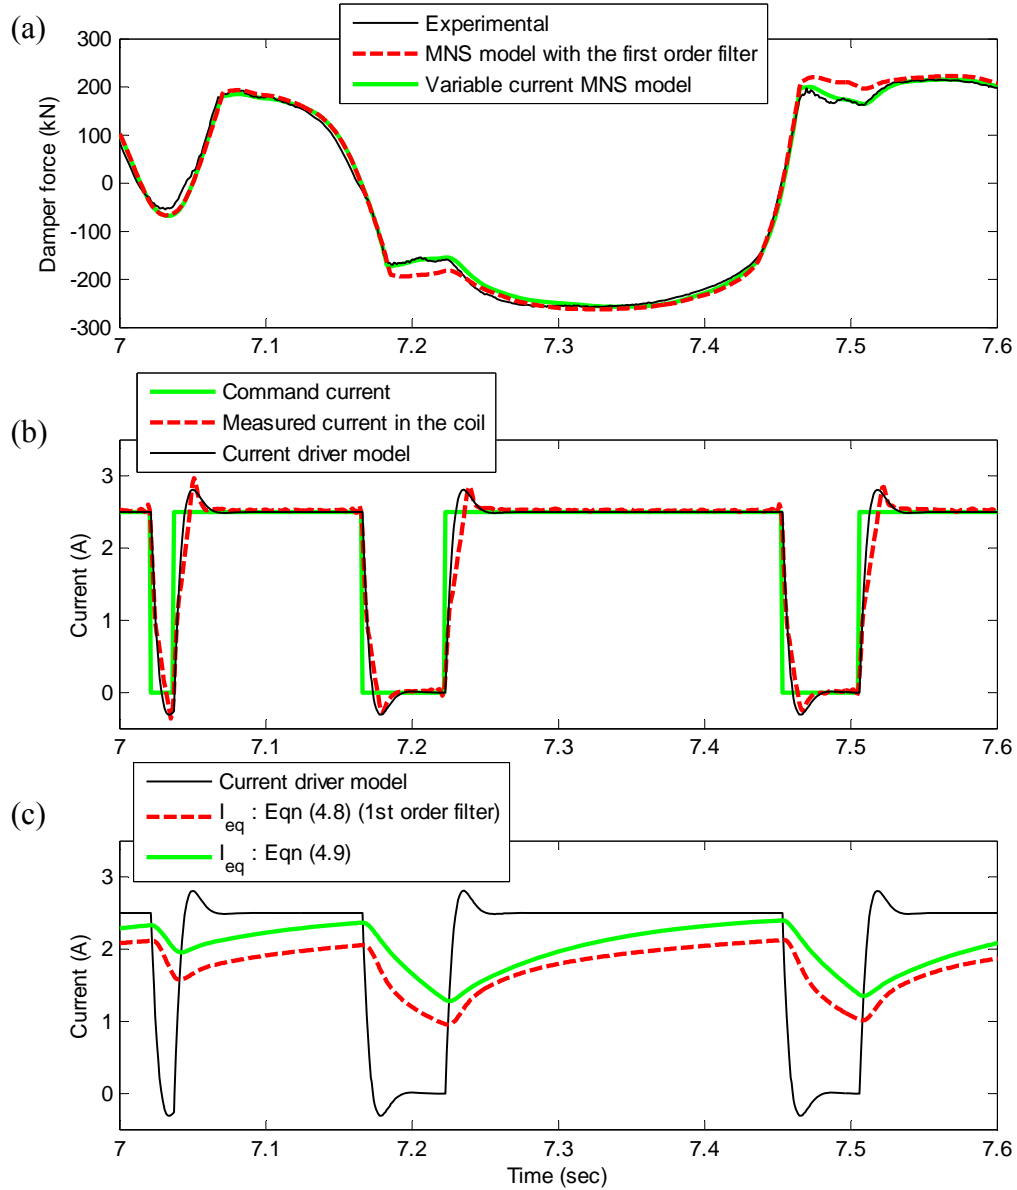 (a)
Experimental
MNS model with the first order filter
Variable current MNS model
300
200
100
0
-100
-200
-300
Damper force (kN)
7
7.1
7.2
7.3
7.4
7.5
7.6
(b)
Command current
Measured current in the coil
Current driver model
3
2
1
0
Current (A)
7
7.1
7.2
7.3
7.4
7.5
7.6
(c)
Current driver model
I_eq : Eqn (4.8) (1st order filter)
I_eq : Eqn (4.9)
3
2
1
0
Current (A)
7
7.1
7.2
7.3
7.4
7.5
7.6
Time (sec)